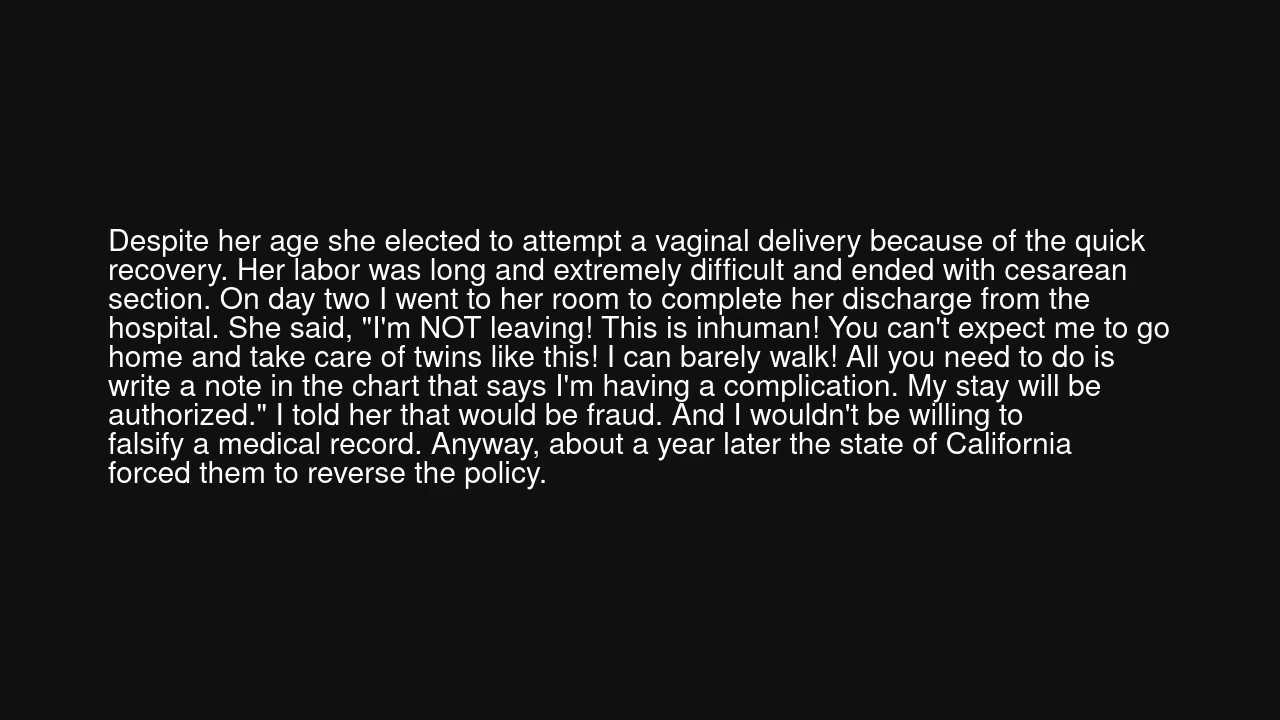 Despite her age she elected to attempt a vaginal delivery because of the quick
recovery. Her labor was long and extremely difficult and ended with cesarean
section. On day two I went to her room to complete her discharge from the
hospital. She said, "I'm NOT leaving! This is inhuman! You can't expect me to go
home and take care of twins like this! I can barely walk! All you need to do is
write a note in the chart that says I'm having a complication. My stay will be
authorized." I told her that would be fraud. And I wouldn't be willing to
falsify a medical record. Anyway, about a year later the state of California
forced them to reverse the policy.